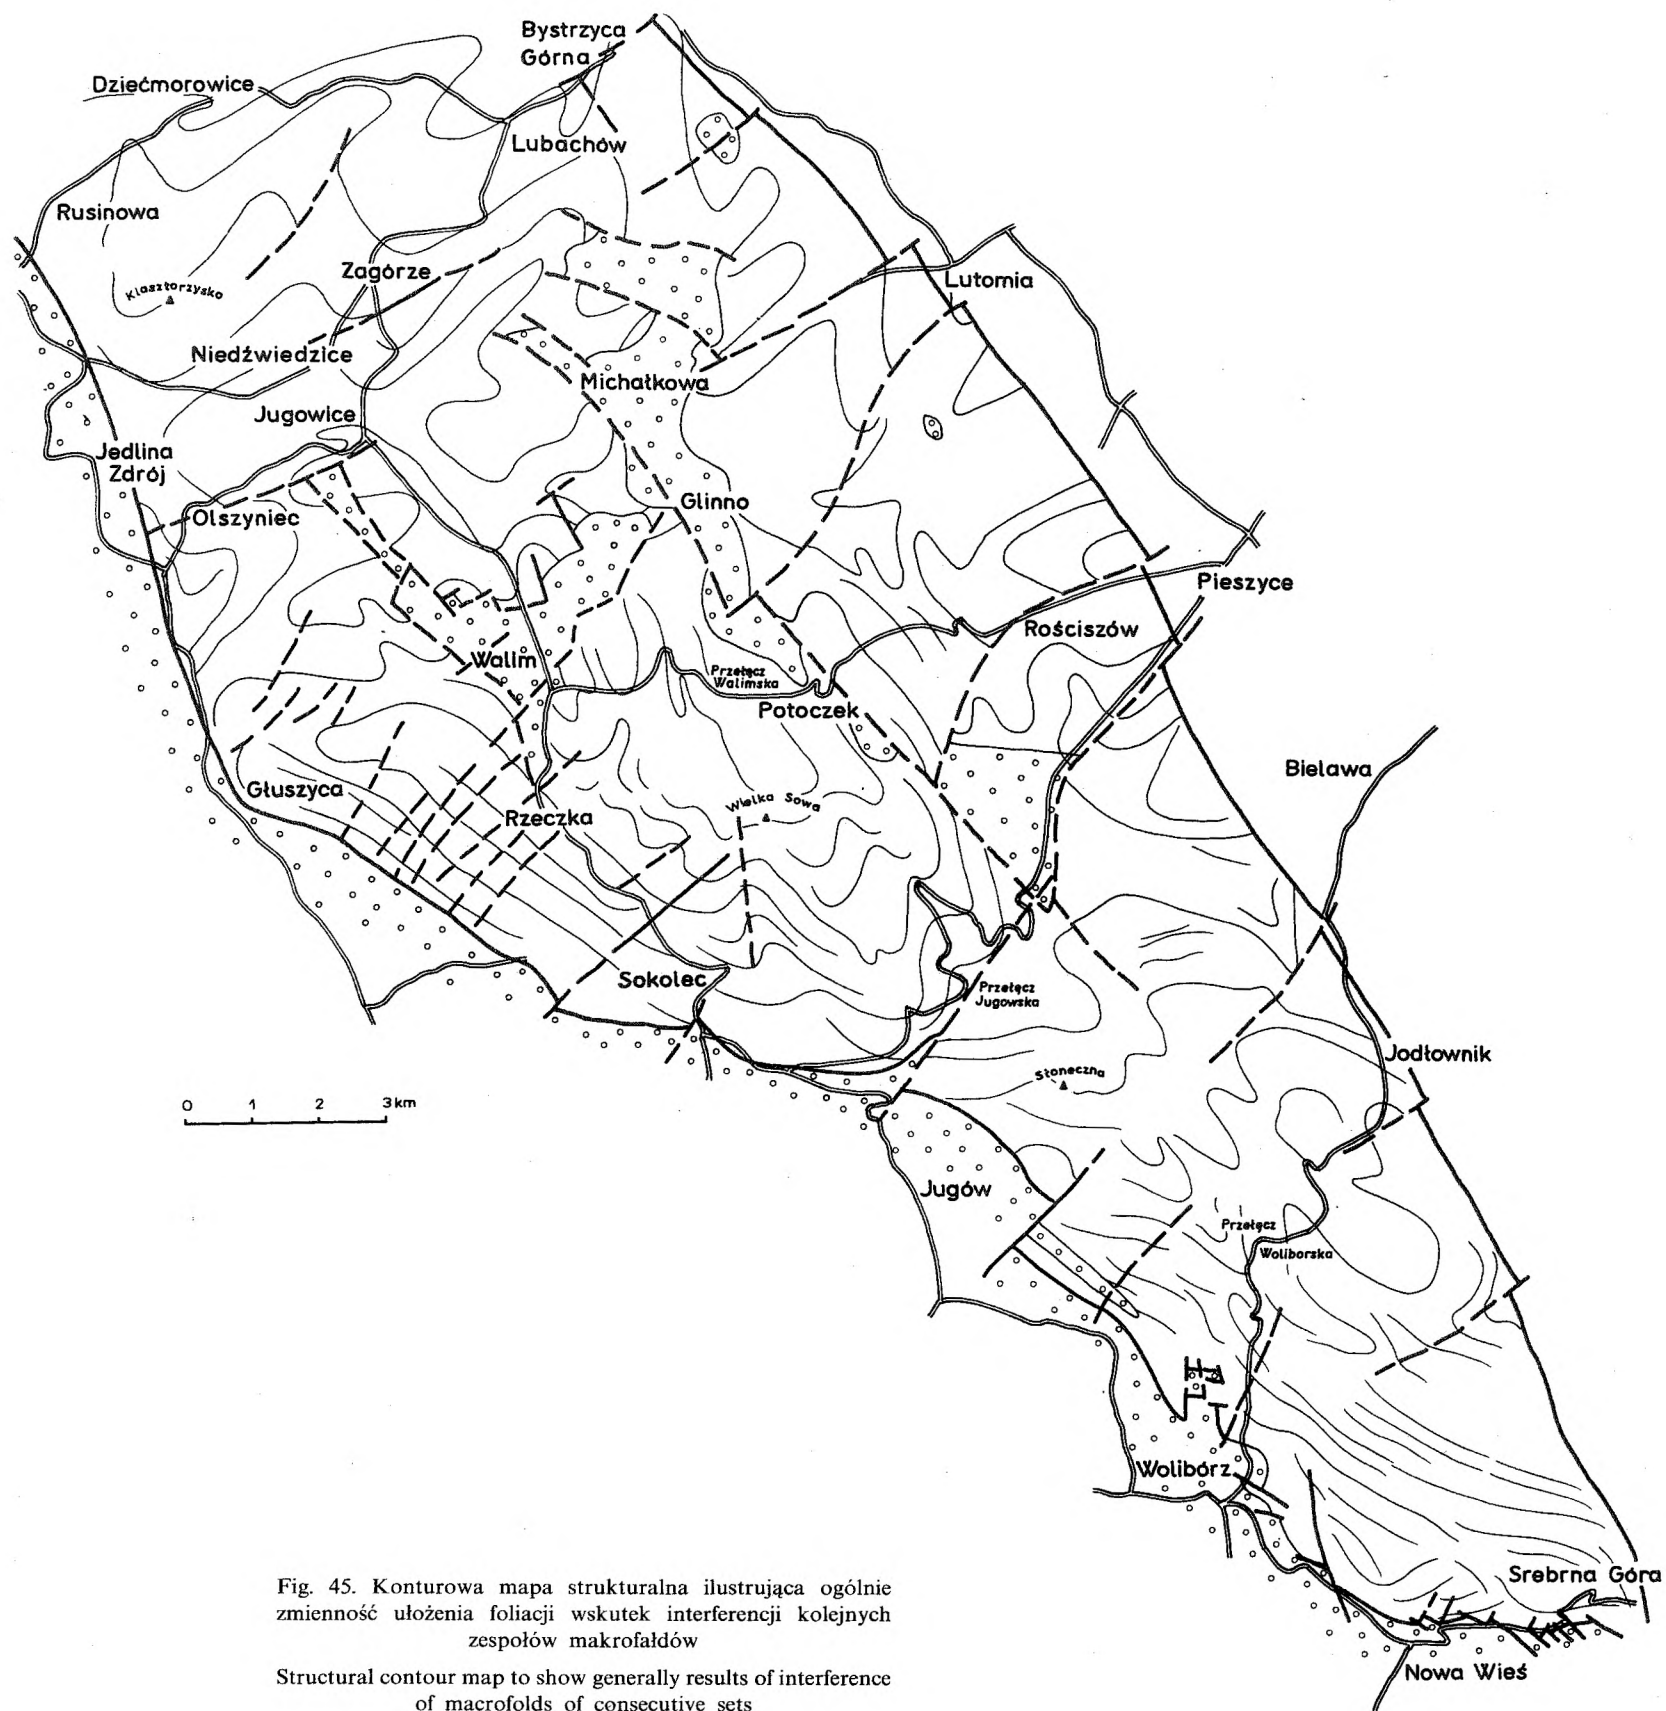 Bystrzyca
Górna
Dziećmorowice
Lubachów
Rusinowa
Zagórze
Lutomia
Klasztorzysko
Niedźwiedzice
Michałkowa
Jugowice
Jedlina
Zdrój
Glinno
Olszyniec
Pieszyce
Rościszów
Walim
Przełęcz
Walimska
Potoczek
Bielawa
Głuszyca
Wielka Sowa
Rzeczka
Sokolec
Przełęcz
Jugowska
Jodłownik
Słoneczna
0 1 2 3 km
Jugów
Przełęcz
Woliborska
Wolibórz
Srebrna Góra
Nowa Wieś
Fig. 45. Konturowa mapa strukturalna ilustrująca ogólnie
zmienność ułożenia foliacji wskutek interferencji kolejnych
zespołów makrofałdów
Structural contour map to show generally results of interference
of macrofolds of consecutive sets